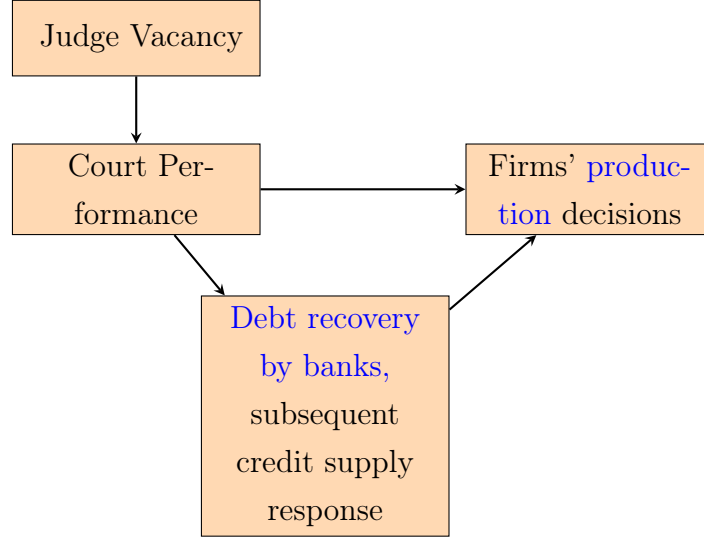 Judge Vacancy
Court Per-
formance
Firms' produc-
tion decisions
Debt recovery
by banks,
subsequent
credit supply
response